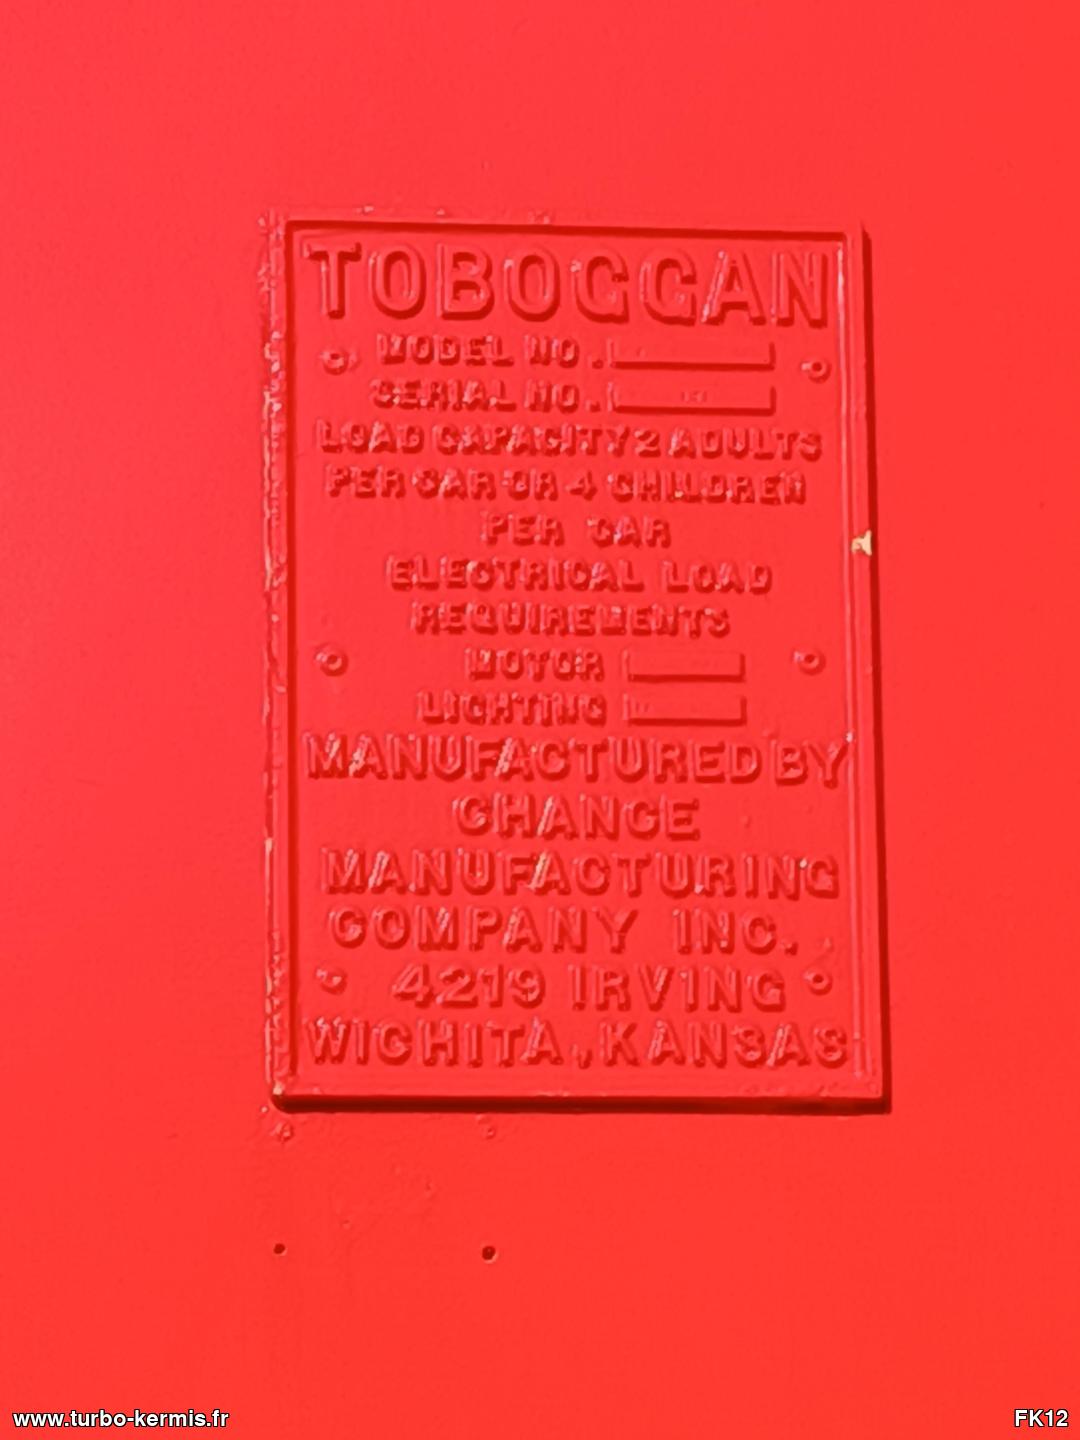 TOBOGGAN
MODEL NO.
SERIAL NO.
LOAD CAPACITY 2 ADULTS
PER CAR OR 4 CHILDREN
PER CAR
ELECTRICAL LOAD
REQUIREMENTS
MOTOR
LIGHTING
MANUFACTURED BY
CHANCE
MANUFACTURING
COMPANY INC.
4219 IRVING
WICHITA, KANSAS
www.turbo-kermis.fr
FK12